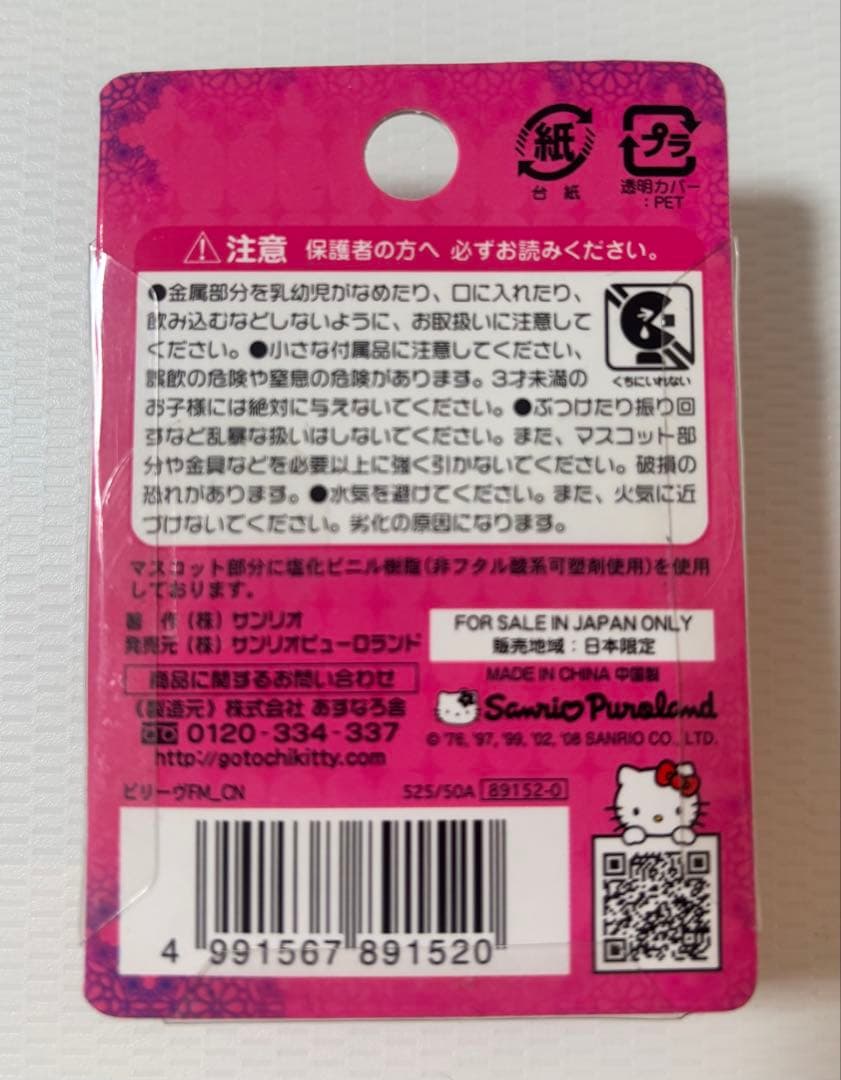 紙
台紙
プラ
透明カバー
:PET
注意 保護者の方へ 必ずお読みください。
●金属部分を乳幼児がなめたり、口に入れたり、
飲み込むなどしないように、お取扱いに注意して
ください。●小さな付属品に注意してください、
誤飲の危険や窒息の危険があります。3才未満の
お子様には絶対に与えないでください。●ぶつけたり振り回
すなど乱暴な扱いはしないでください。また、マスコット部
分や金具などを必要以上に強く引かないでください。破損の
恐れがあります。●水気を避けてください。また、火気に近
づけないでください。劣化の原因になります。
くちにいれない
マスコット部分に塩化ビニル樹脂(非フタル酸系可塑剤使用)を使用
しております。
製 作 (株) サンリオ
発売元 (株) サンリオピューロランド
FOR SALE IN JAPAN ONLY
販売地域:日本限定
商品に関するお問い合わせ
(製造元) 株式会社 あすなろ舎
0120-334-337
http://gotochikitty.com
MADE IN CHINA 中国製
Sanrio Puroland
© '76, '97, '99, '02, '08 SANRIO CO., LTD.
ビリーヴFM_CN
525/50A 89152-0
4 991567 891520